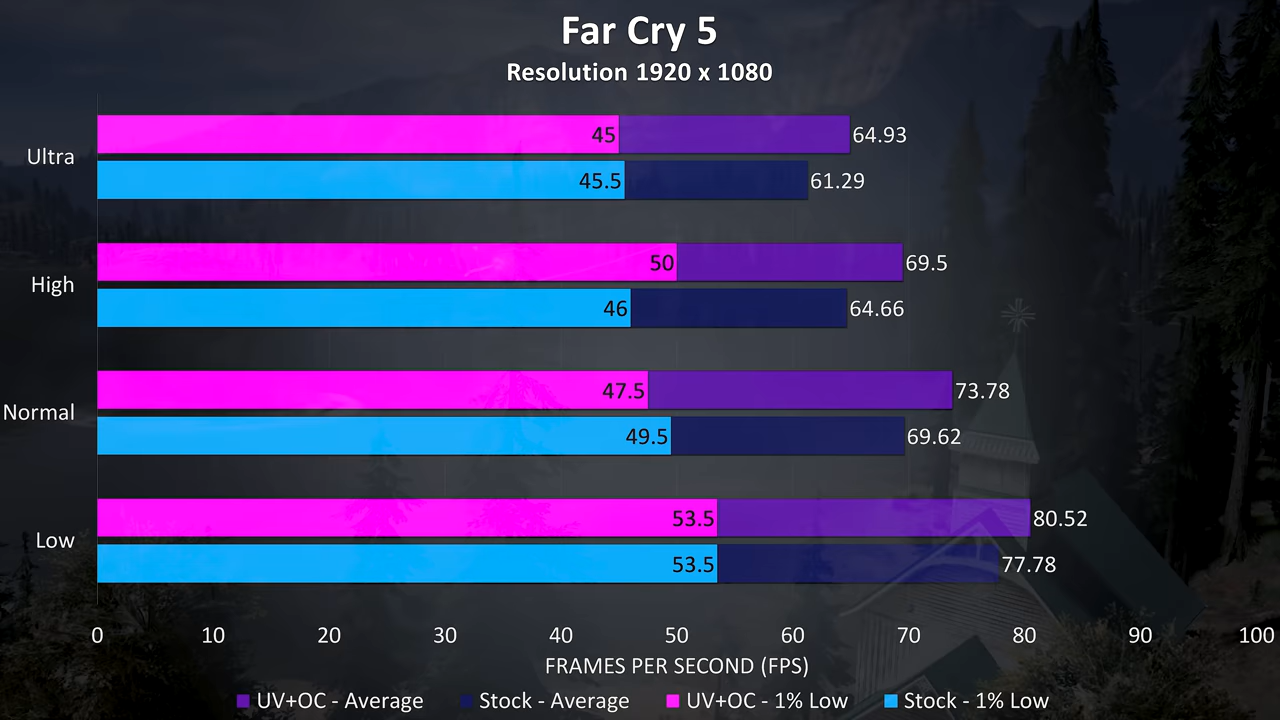 Far Cry 5
Resolution 1920 x 1080
Ultra
45
64.93
45.5
61.29
High
50
69.5
46
64.66
Normal
47.5
73.78
49.5
69.62
Low
53.5
80.52
53.5
77.78
0 10 20 30 40 50 60 70 80 90 100
FRAMES PER SECOND (FPS)
UV+OC - Average Stock - Average UV+OC - 1% Low Stock - 1% Low